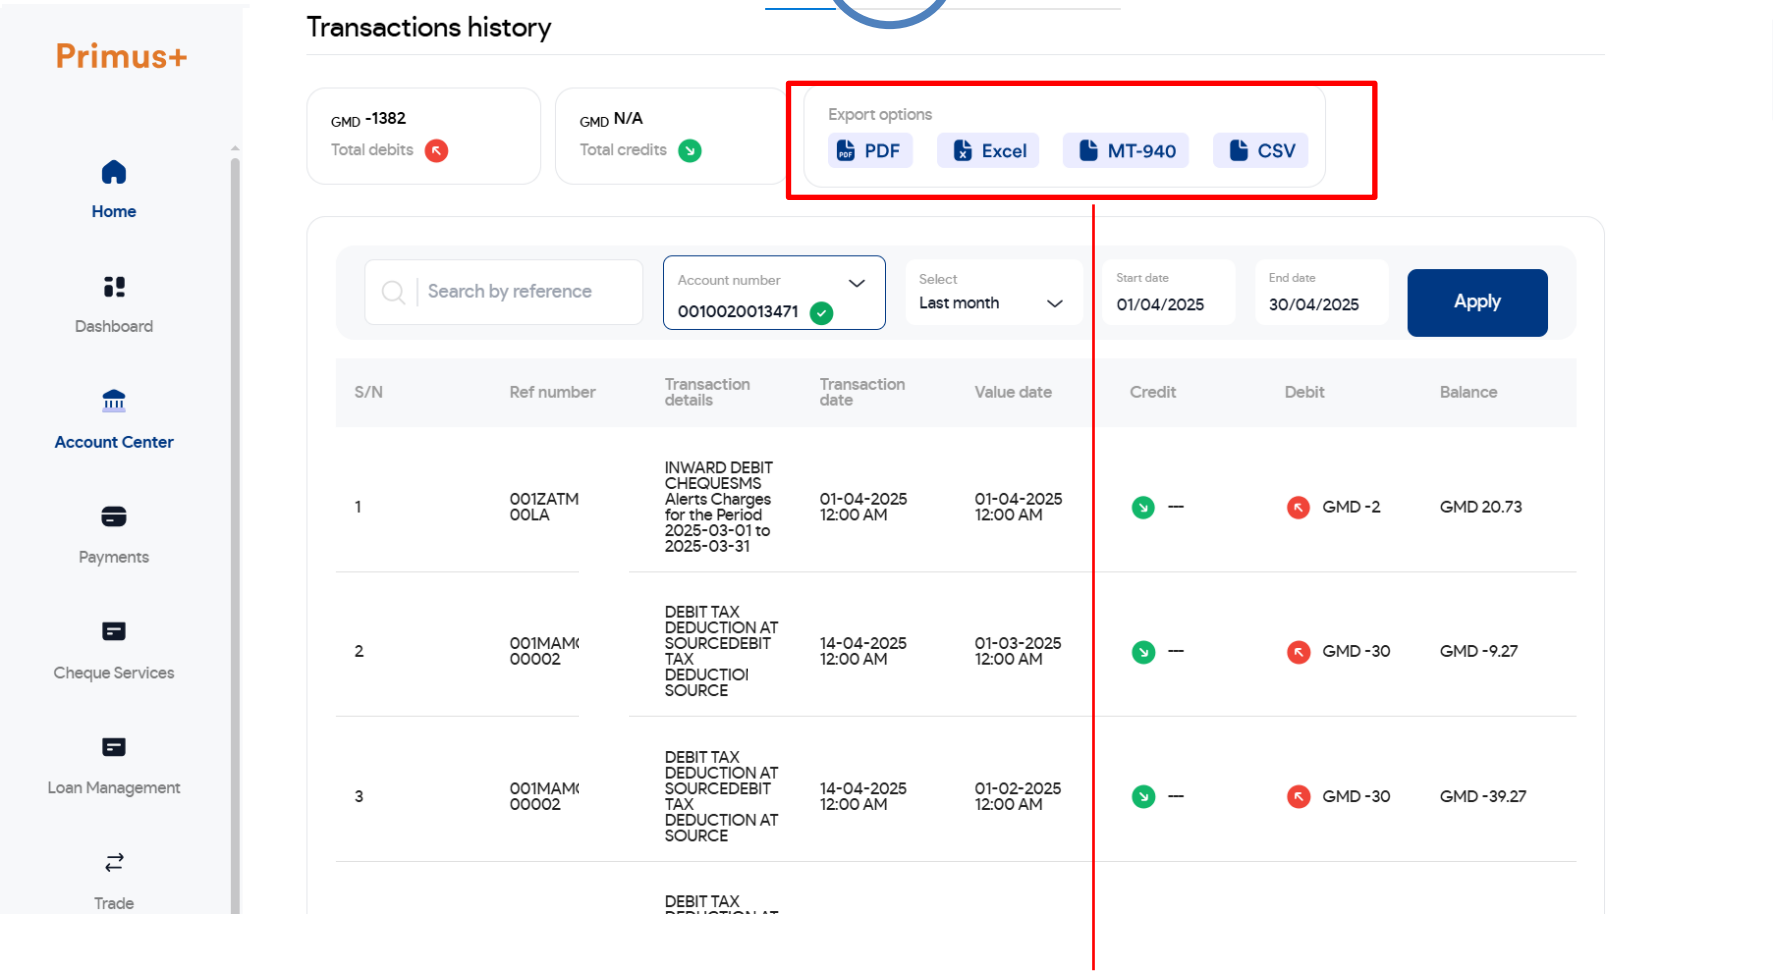 Primus+
Home
Dashboard
Account Center
Payments
Cheque Services
Loan Management
Trade
Transactions history
GMD -1382
Total debits
GMD N/A
Total credits
Export options
PDF
Excel
MT-940
CSV
Search by reference
Account number
0010020013471
Select
Last month
Start date
01/04/2025
End date
30/04/2025
Apply
S/N
Ref number
Transaction
details
Transaction
date
Value date
Credit
Debit
Balance
1
001ZATM
00LA
INWARD DEBIT
CHEQUESMS
Alerts Charges
for the Period
2025-03-01 to
2025-03-31
01-04-2025
12:00 AM
01-04-2025
12:00 AM
---
GMD -2
GMD 20.73
2
001MAM
00002
DEBIT TAX
DEDUCTION AT
SOURCEDEBIT
TAX
DEDUCTIO
SOURCE
14-04-2025
12:00 AM
01-03-2025
12:00 AM
---
GMD -30
GMD -9.27
3
001MAM
00002
DEBIT TAX
DEDUCTION AT
SOURCEDEBIT
TAX
DEDUCTION AT
SOURCE
14-04-2025
12:00 AM
01-02-2025
12:00 AM
---
GMD -30
GMD -39.27
DEBIT TAX
DEDUCTION AT